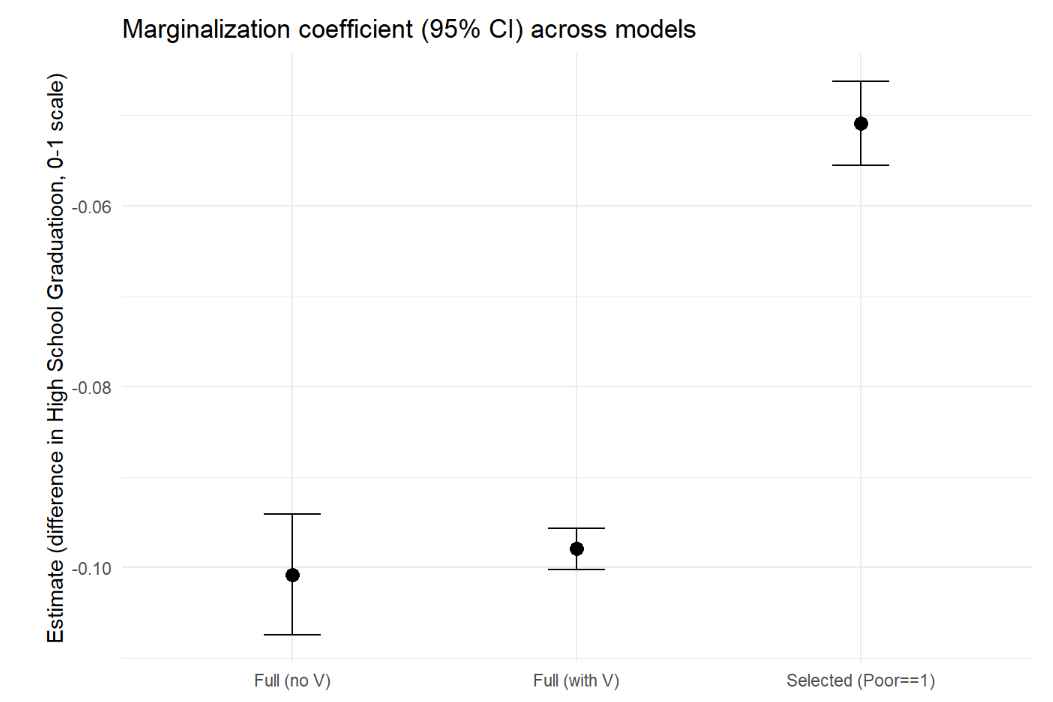 Marginalization coefficient (95% CI) across models
Estimate (difference in High School Graduatioon, 0-1 scale)
-0.06
-0.08
-0.10
Full (no V)
Full (with V)
Selected (Poor==1)